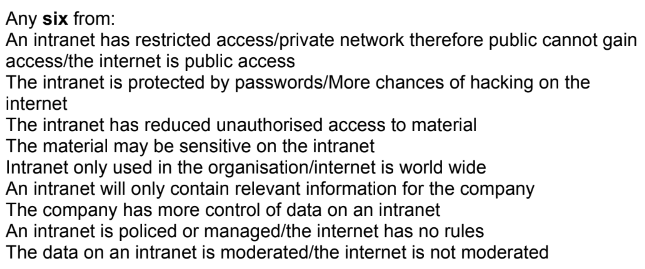 Any six from:
An intranet has restricted access/private network therefore public cannot gain
access/the internet is public access
The intranet is protected by passwords/More chances of hacking on the
internet
The intranet has reduced unauthorised access to material
The material may be sensitive on the intranet
Intranet only used in the organisation/internet is world wide
An intranet will only contain relevant information for the company
The company has more control of data on an intranet
An intranet is policed or managed/the internet has no rules
The data on an intranet is moderated/the internet is not moderated